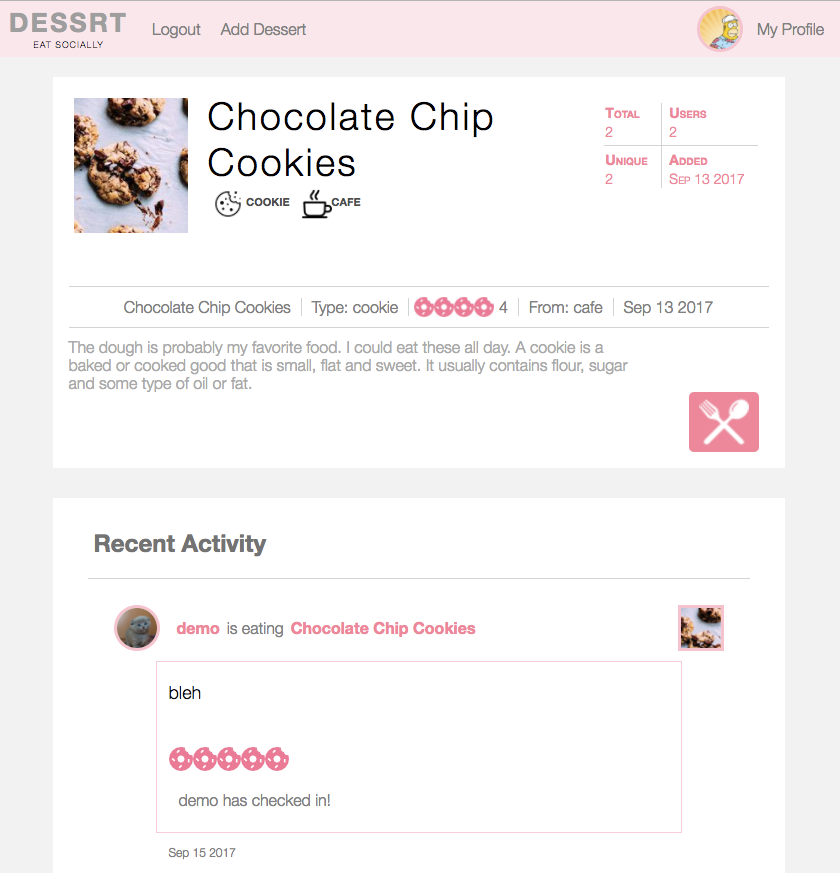 DESSRT
EAT SOCIALLY
Logout
Add Dessert
My Profile
Chocolate Chip
Cookies
COOKIE
CAFE
Total
2
Users
2
Unique
2
Added
Sep 13 2017
Chocolate Chip Cookies
Type: cookie
4
From: cafe
Sep 13 2017
The dough is probably my favorite food. I could eat these all day. A cookie is a
baked or cooked good that is small, flat and sweet. It usually contains flour, sugar
and some type of oil or fat.
Recent Activity
demo is eating Chocolate Chip Cookies
bleh
demo has checked in!
Sep 15 2017